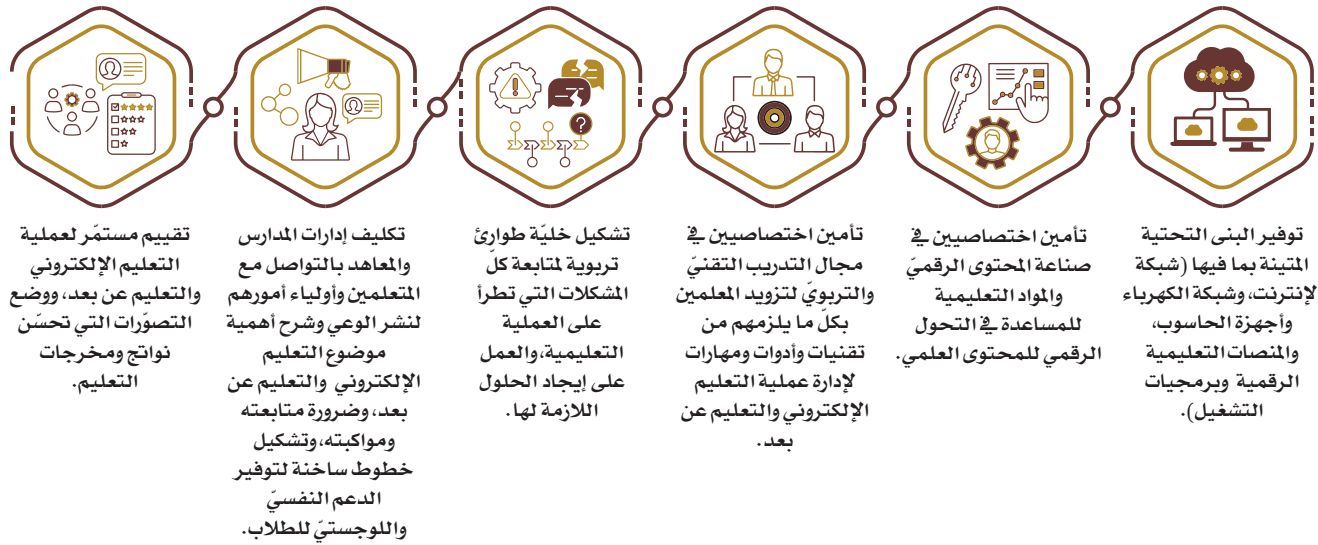 توفير البنى التحتية
المتينة بما فيها (شبكة
لإنترنت، وشبكة الكهرباء
وأجهزة الحاسوب،
والمنصات التعليمية
الرقمية وبرمجيات
التشغيل).
تأمين اختصاصيين في
صناعة المحتوى الرقميّ
والمواد التعليمية
للمساعدة في التحول
الرقمي للمحتوى العلمي.
تأمين اختصاصيين في
مجال التدريب التقنيّ
والتربويّ لتزويد المعلمين
بكلّ ما يلزمهم من
تقنيات وأدوات ومهارات
لإدارة عملية التعليم
الإلكتروني والتعليم عن
بعد.
تشكيل خليّة طوارئ
تربوية لمتابعة كلّ
المشكلات التي تطرأ
على العملية
التعليمية، والعمل
على إيجاد الحلول
اللازمة لها.
تكليف إدارات المدارس
والمعاهد بالتواصل مع
المتعلمين وأولياء أمورهم
لنشر الوعي وشرح أهمية
موضوع التعليم
الإلكتروني والتعليم عن
بعد، وضرورة متابعته
ومواكبته، وتشكيل
خطوط ساخنة لتوفير
الدعم النفسيّ
واللوجستيّ للطلاب.
تقييم مستمّر لعملية
التعليم الإلكترونيّ
والتعليم عن بعد، ووضع
التصوّرات التي تحسّن
نواتج ومخرجات
التعليم.